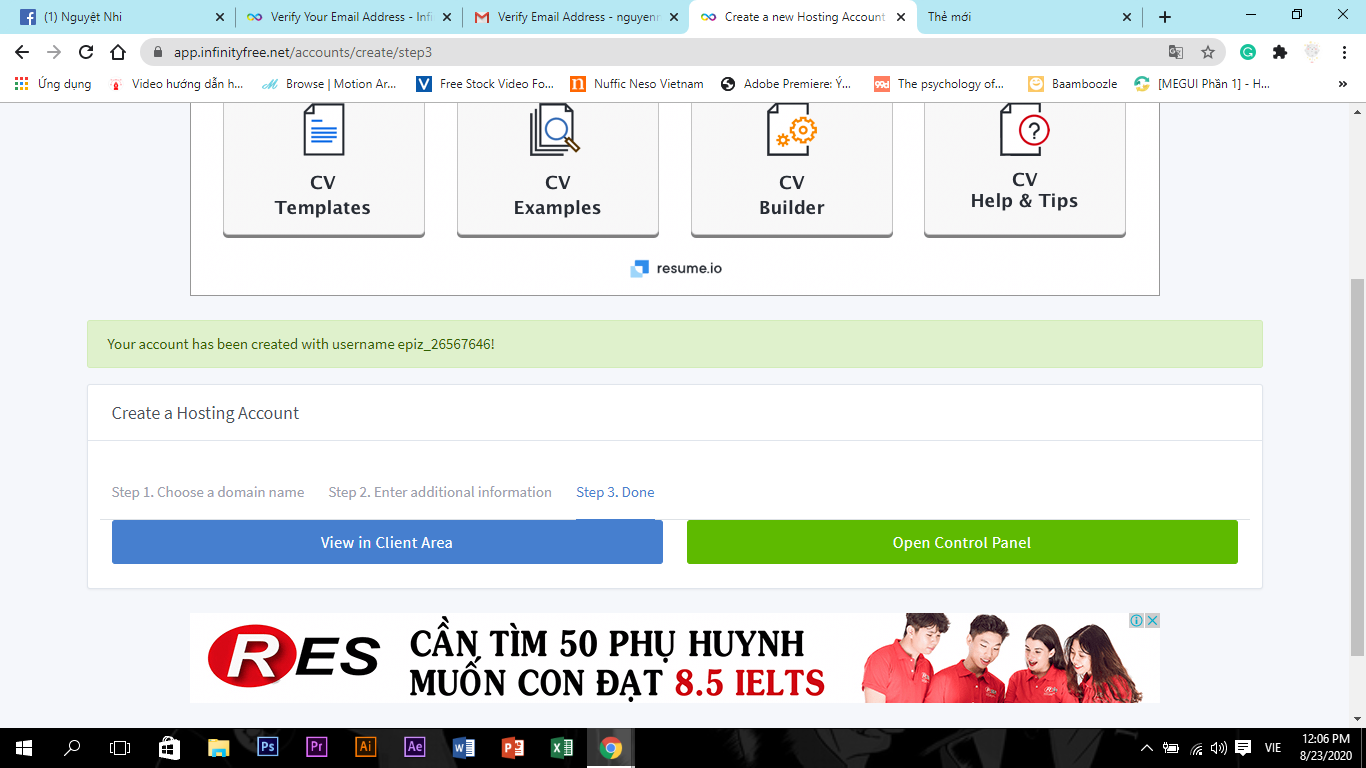 (1) Nguyệt Nhi
Verify Your Email Address - Infi
Verify Email Address - nguyenr
Create a new Hosting Account
Thẻ mới
app.infinityfree.net/accounts/create/step3
Ứng dụng
Video hướng dẫn h...
Browse | Motion Ar...
Free Stock Video Fo...
Nuffic Neso Vietnam
Adobe Premiere: Ý...
The psychology of...
Baamboozle
[MEGUI Phần 1] - H...
CV
Templates
CV
Examples
CV
Builder
CV
Help & Tips
resume.io
Your account has been created with username epiz_26567646!
Create a Hosting Account
Step 1. Choose a domain name
Step 2. Enter additional information
Step 3. Done
View in Client Area
Open Control Panel
RES
CẦN TÌM 50 PHỤ HUYNH
MUỐN CON ĐẠT 8.5 IELTS
Ps
Pr
Ai
Ae
VIE
12:06 PM
8/23/2020